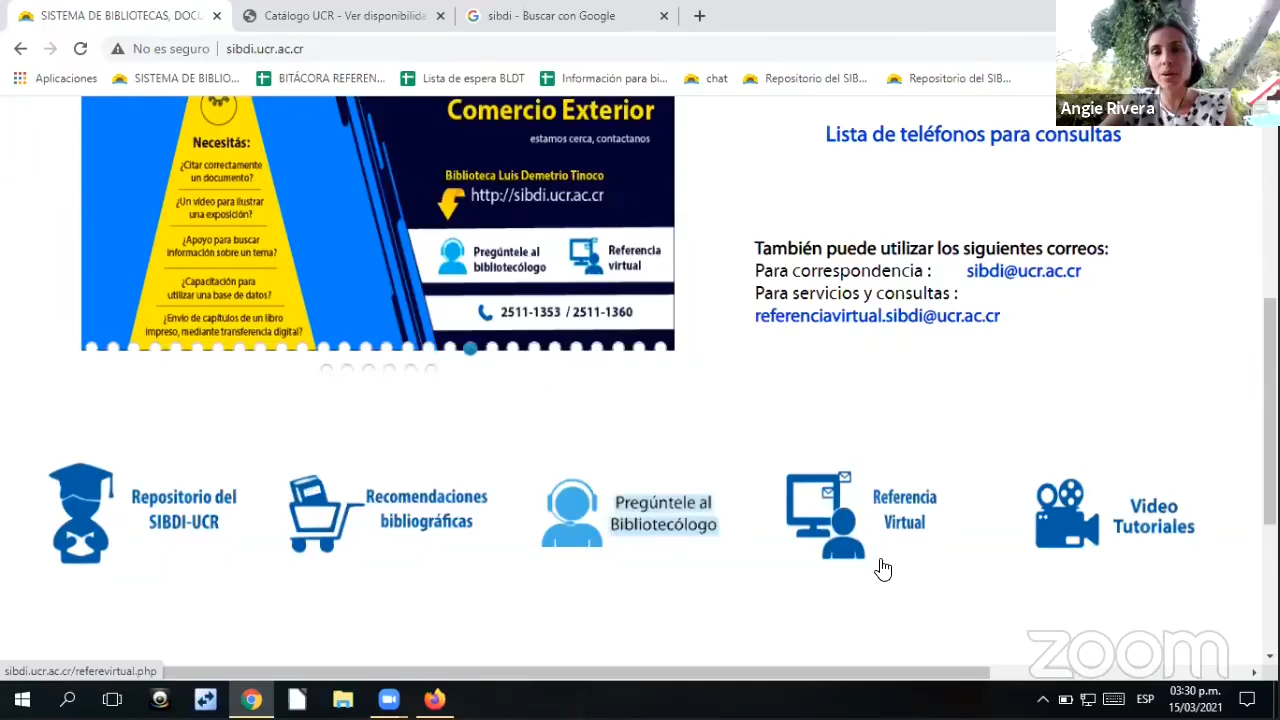 SISTEMA DE BIBLIOTECAS, DOCU
Catálogo UCR - Ver disponibilida
sibdi - Buscar con Google
No es seguro
sibdi.ucr.ac.cr
Aplicaciones
SISTEMA DE BIBLIO...
BITÁCORA REFEREN...
Lista de espera BLDT
Información para bi...
chat
Repositorio del SIB...
Repositorio del SIB...
Angie Rivera
Necesitás:
¿Citar correctamente
un documento?
¿Un vídeo para ilustrar
una exposición?
¿Apoyo para buscar
información sobre un tema?
¿Capacitación para
utilizar una base de datos?
¿Envío de capítulos de un libro
impreso, mediante transferencia digital?
Comercio Exterior
estamos cerca, contactanos
Biblioteca Luis Demetrio Tinoco
http://sibdi.ucr.ac.cr
Pregúntele al
bibliotecólogo
Referencia
virtual
2511-1353 / 2511-1360
Lista de teléfonos para consultas
También puede utilizar los siguientes correos:
Para correspondencia : sibdi@ucr.ac.cr
Para servicios y consultas :
referenciavirtual.sibdi@ucr.ac.cr
Repositorio del
SIBDI-UCR
Recomendaciones
bibliográficas
Pregúntele al
Bibliotecólogo
Referencia
Virtual
Video
Tutoriales
zoom
sibdi.ucr.ac.cr/referevirtual.php
ESP
03:30 p.m.
15/03/2021